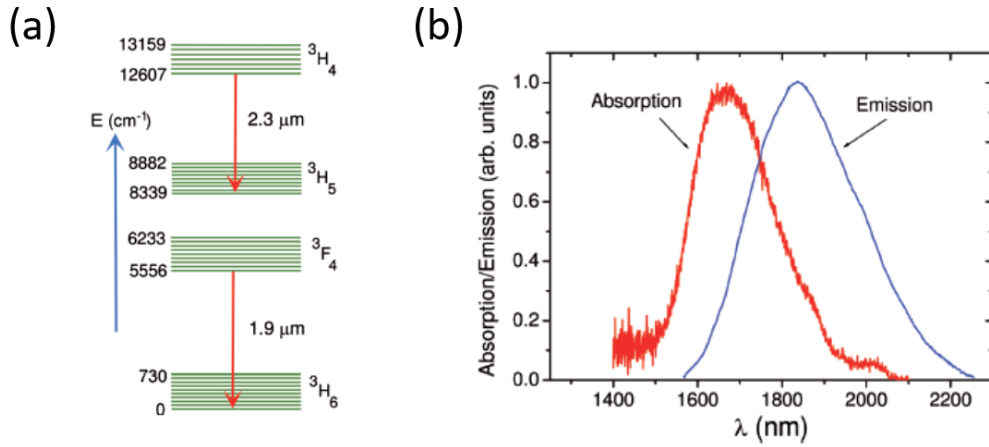 (a)
13159
12607
³H₄
E (cm⁻¹)
2.3 µm
8882
8339
³H₅
6233
5556
³F₄
1.9 µm
730
0
³H₆
(b)
Absorption/Emission (arb. units)
1.0
0.8
0.6
0.4
0.2
0.0
Absorption
Emission
1400 1600 1800 2000 2200
λ (nm)